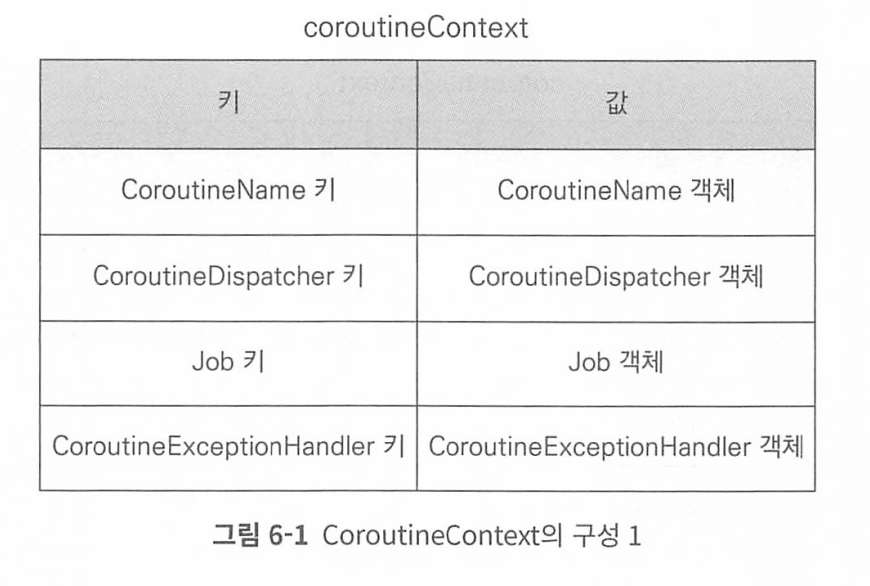 coroutineContext
키 값
CoroutineName 키 CoroutineName 객체
CoroutineDispatcher 키 CoroutineDispatcher 객체
Job 키 Job 객체
CoroutineExceptionHandler 키 CoroutineExceptionHandler 객체
그림 6-1 CoroutineContext의 구성 1